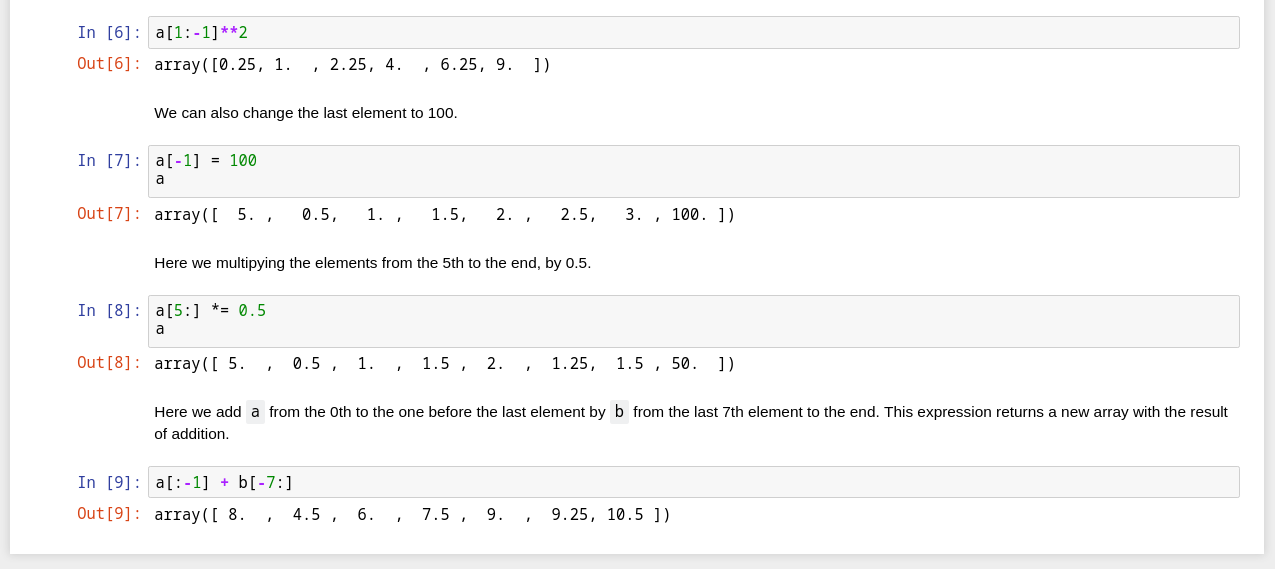 In [6]: a[1:-1]**2
Out[6]: array([0.25, 1.  , 2.25, 4.  , 6.25, 9.  ])
We can also change the last element to 100.
In [7]: a[-1] = 100
a
Out[7]: array([  5. ,   0.5,   1. ,   1.5,   2. ,   2.5,   3. , 100. ])
Here we multipying the elements from the 5th to the end, by 0.5.
In [8]: a[5:] *= 0.5
a
Out[8]: array([ 5.  ,  0.5 ,  1.  ,  1.5 ,  2.  ,  1.25,  1.5 , 50.  ])
Here we add a from the 0th to the one before the last element by b from the last 7th element to the end. This expression returns a new array with the result
of addition.
In [9]: a[:-1] + b[-7:]
Out[9]: array([ 8.  ,  4.5 ,  6.  ,  7.5 ,  9.  ,  9.25, 10.5 ])